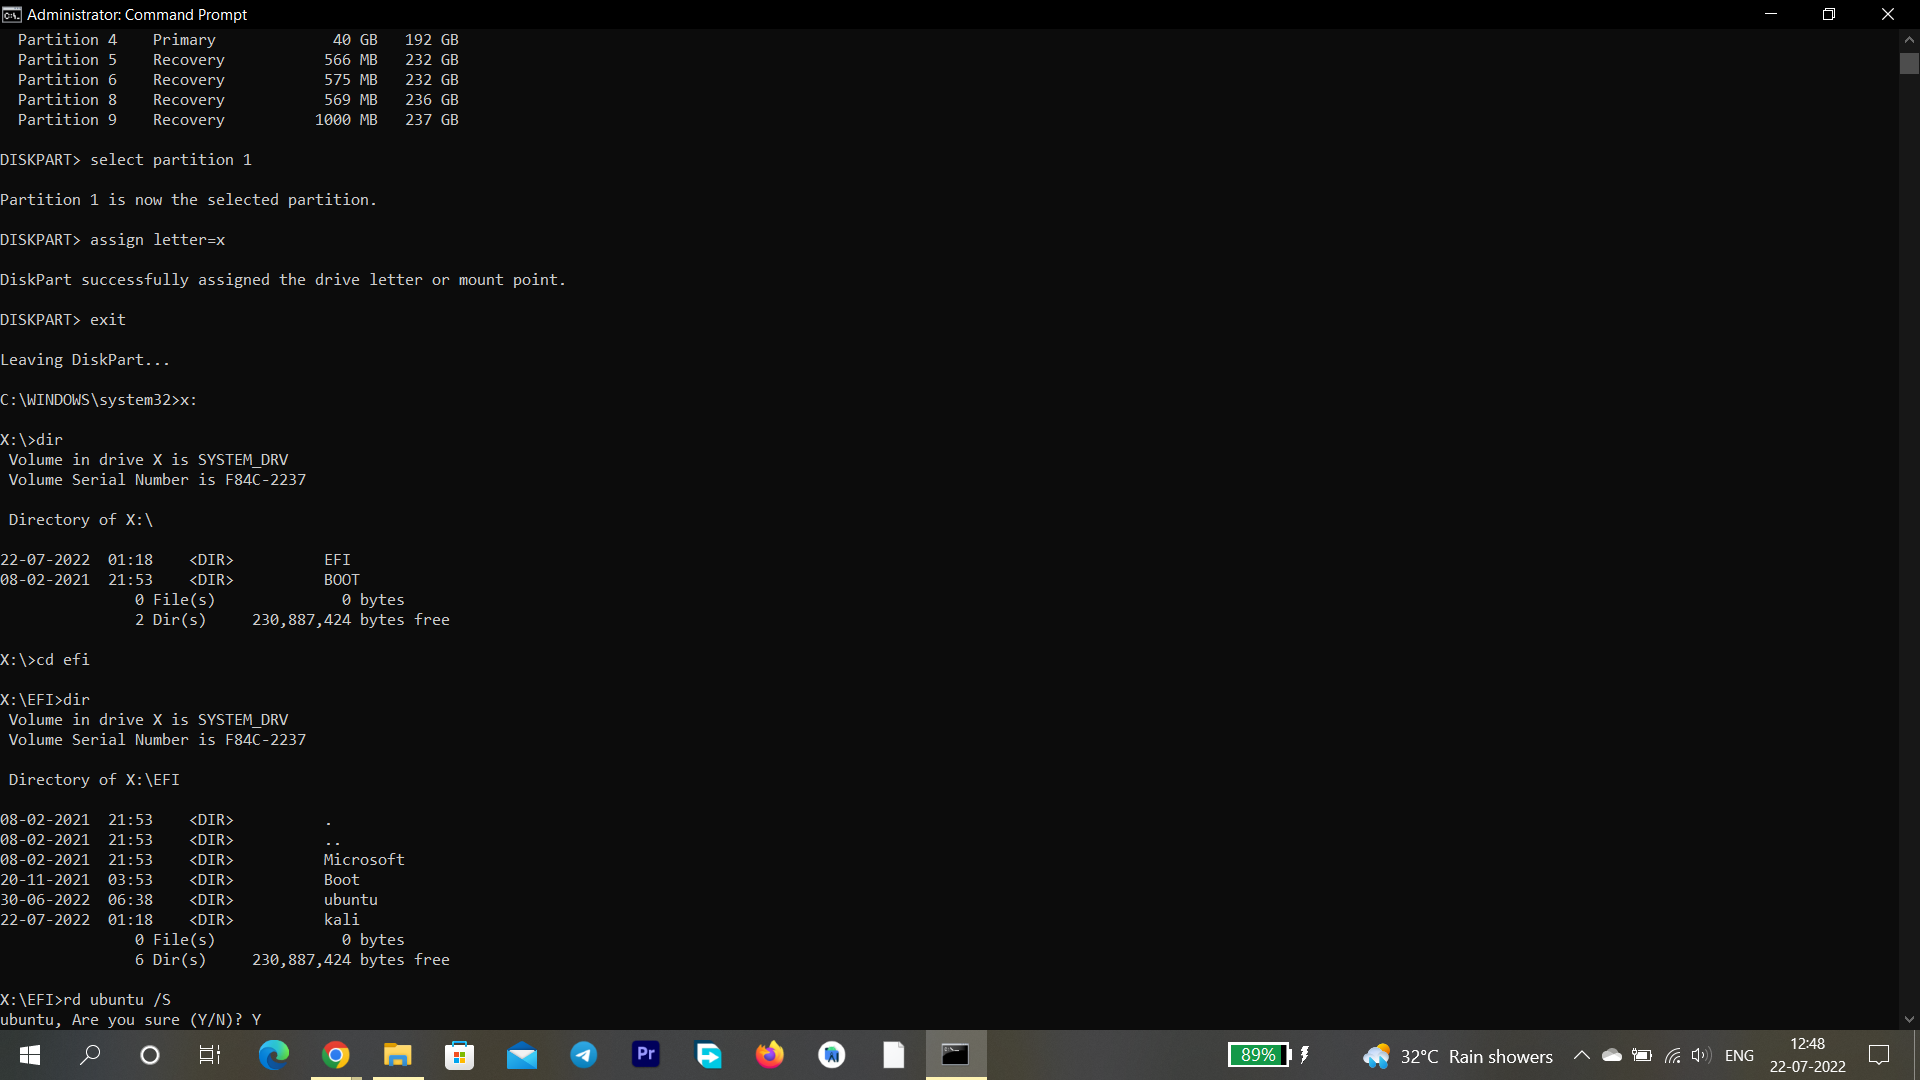 Administrator: Command Prompt
Partition 4    Primary             40 GB   192 GB
Partition 5    Recovery           566 MB   232 GB
Partition 6    Recovery           575 MB   232 GB
Partition 8    Recovery           569 MB   236 GB
Partition 9    Recovery          1000 MB   237 GB
DISKPART> select partition 1
Partition 1 is now the selected partition.
DISKPART> assign letter=x
DiskPart successfully assigned the drive letter or mount point.
DISKPART> exit
Leaving DiskPart...
C:\WINDOWS\system32>x:
X:\>dir
Volume in drive X is SYSTEM_DRV
Volume Serial Number is F84C-2237
Directory of X:\
22-07-2022  01:18    <DIR>          EFI
08-02-2021  21:53    <DIR>          BOOT
0 File(s)              0 bytes
2 Dir(s)     230,887,424 bytes free
X:\>cd efi
X:\EFI>dir
Volume in drive X is SYSTEM_DRV
Volume Serial Number is F84C-2237
Directory of X:\EFI
08-02-2021  21:53    <DIR>          .
08-02-2021  21:53    <DIR>          ..
08-02-2021  21:53    <DIR>          Microsoft
20-11-2021  03:53    <DIR>          Boot
30-06-2022  06:38    <DIR>          ubuntu
22-07-2022  01:18    <DIR>          kali
0 File(s)              0 bytes
6 Dir(s)     230,887,424 bytes free
X:\EFI>rd ubuntu /S
ubuntu, Are you sure (Y/N)? Y
Pr
89%
32°C  Rain showers
ENG
12:48
22-07-2022